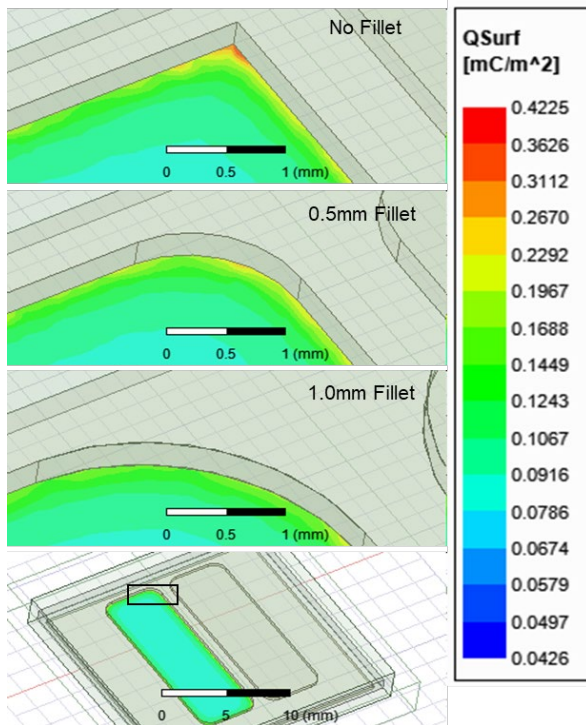 No Fillet
0 0.5 1 (mm)
0.5mm Fillet
0 0.5 1 (mm)
1.0mm Fillet
0 0.5 1 (mm)
0 5 10 (mm)
QSurf
[mC/m^2]
0.4225
0.3626
0.3112
0.2670
0.2292
0.1967
0.1688
0.1449
0.1243
0.1067
0.0916
0.0786
0.0674
0.0579
0.0497
0.0426